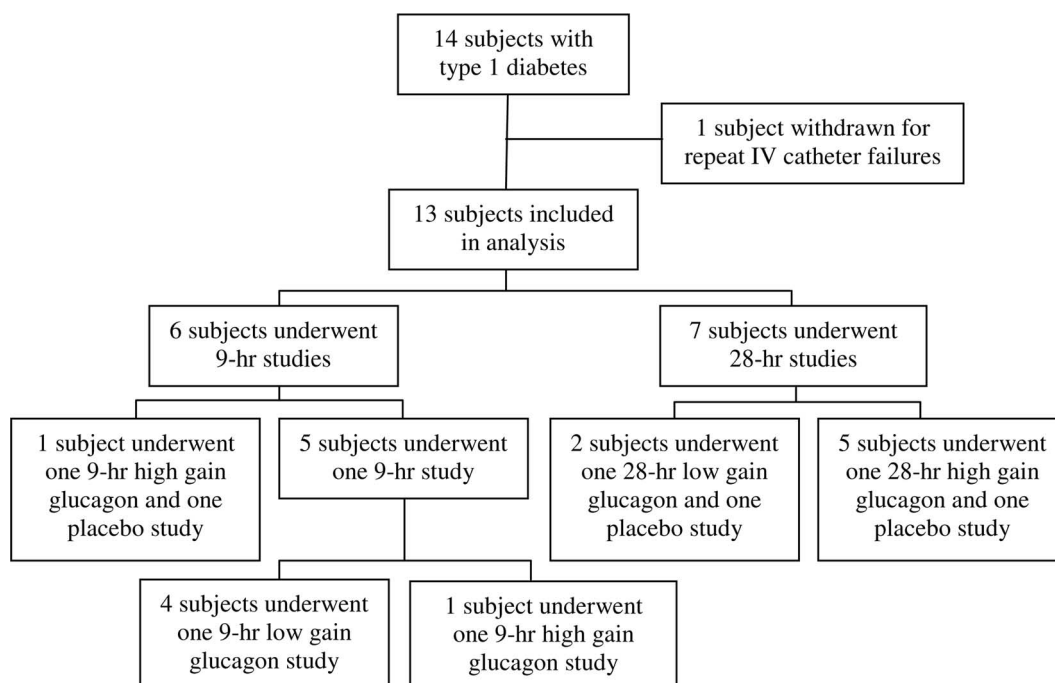 14 subjects with
type 1 diabetes
1 subject withdrawn for
repeat IV catheter failures
13 subjects included
in analysis
6 subjects underwent
9-hr studies
7 subjects underwent
28-hr studies
1 subject underwent
one 9-hr high gain
glucagon and one
placebo study
5 subjects underwent
one 9-hr study
2 subjects underwent
one 28-hr low gain
glucagon and one
placebo study
5 subjects underwent
one 28-hr high gain
glucagon and one
placebo study
4 subjects underwent
one 9-hr low gain
glucagon study
1 subject underwent
one 9-hr high gain
glucagon study